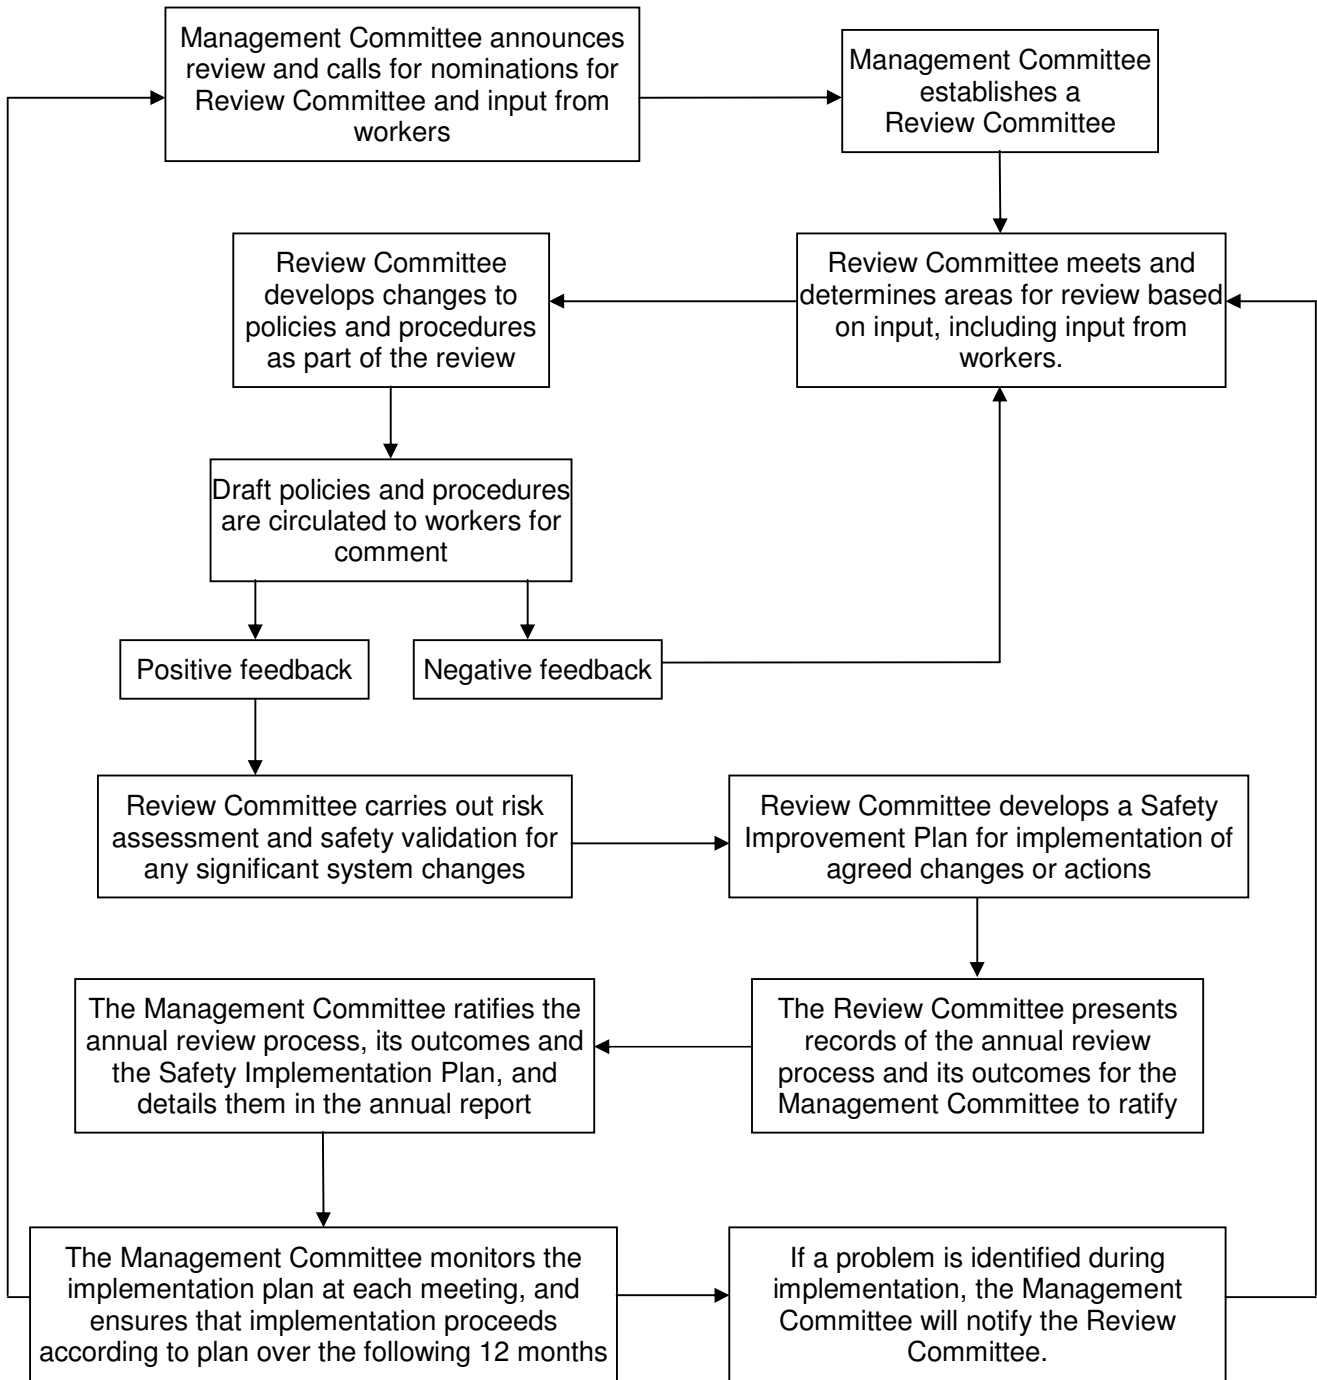 Management Committee announces
review and calls for nominations for
Review Committee and input from
workers
Management Committee
establishes a
Review Committee
Review Committee meets and
determines areas for review based
on input, including input from
workers.
Review Committee
develops changes to
policies and procedures
as part of the review
Draft policies and procedures
are circulated to workers for
comment
Positive feedback
Negative feedback
Review Committee carries out risk
assessment and safety validation for
any significant system changes
Review Committee develops a Safety
Improvement Plan for implementation of
agreed changes or actions
The Review Committee presents
records of the annual review
process and its outcomes for the
Management Committee to ratify
The Management Committee ratifies the
annual review process, its outcomes and
the Safety Implementation Plan, and
details them in the annual report
The Management Committee monitors the
implementation plan at each meeting, and
ensures that implementation proceeds
according to plan over the following 12 months
If a problem is identified during
implementation, the Management
Committee will notify the Review
Committee.